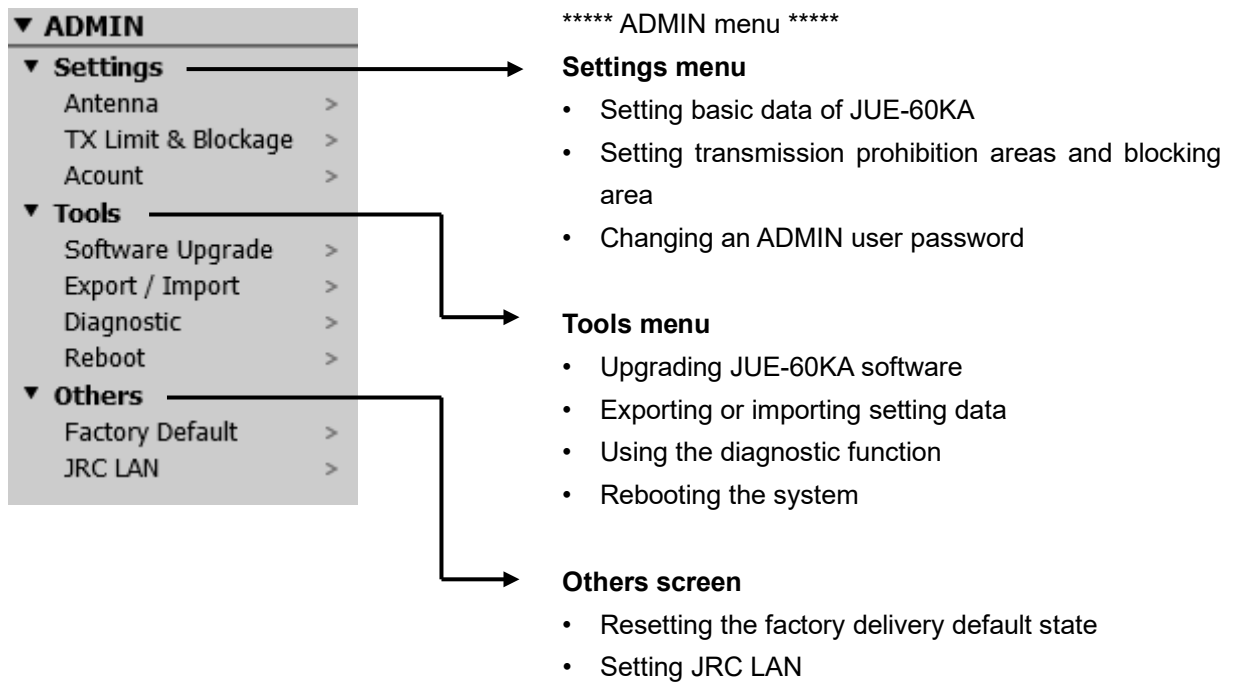 ▼ ADMIN
▼ Settings
Antenna >
TX Limit & Blockage >
Acount >
▼ Tools
Software Upgrade >
Export / Import >
Diagnostic >
Reboot >
▼ Others
Factory Default >
JRC LAN >
***** ADMIN menu *****
Settings menu
• Setting basic data of JUE-60KA
• Setting transmission prohibition areas and blocking
area
• Changing an ADMIN user password
Tools menu
• Upgrading JUE-60KA software
• Exporting or importing setting data
• Using the diagnostic function
• Rebooting the system
Others screen
• Resetting the factory delivery default state
• Setting JRC LAN